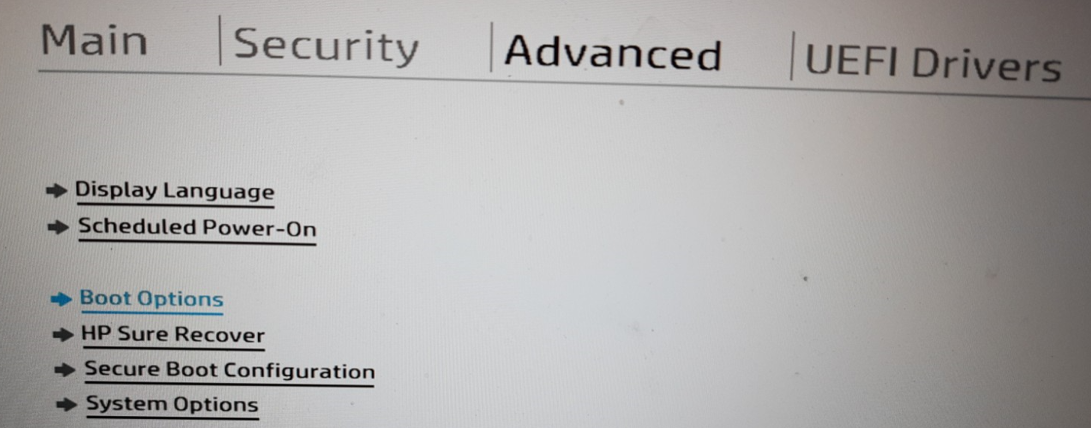 Main Security Advanced UEFI Drivers
Display Language
Scheduled Power-On
Boot Options
HP Sure Recover
Secure Boot Configuration
System Options